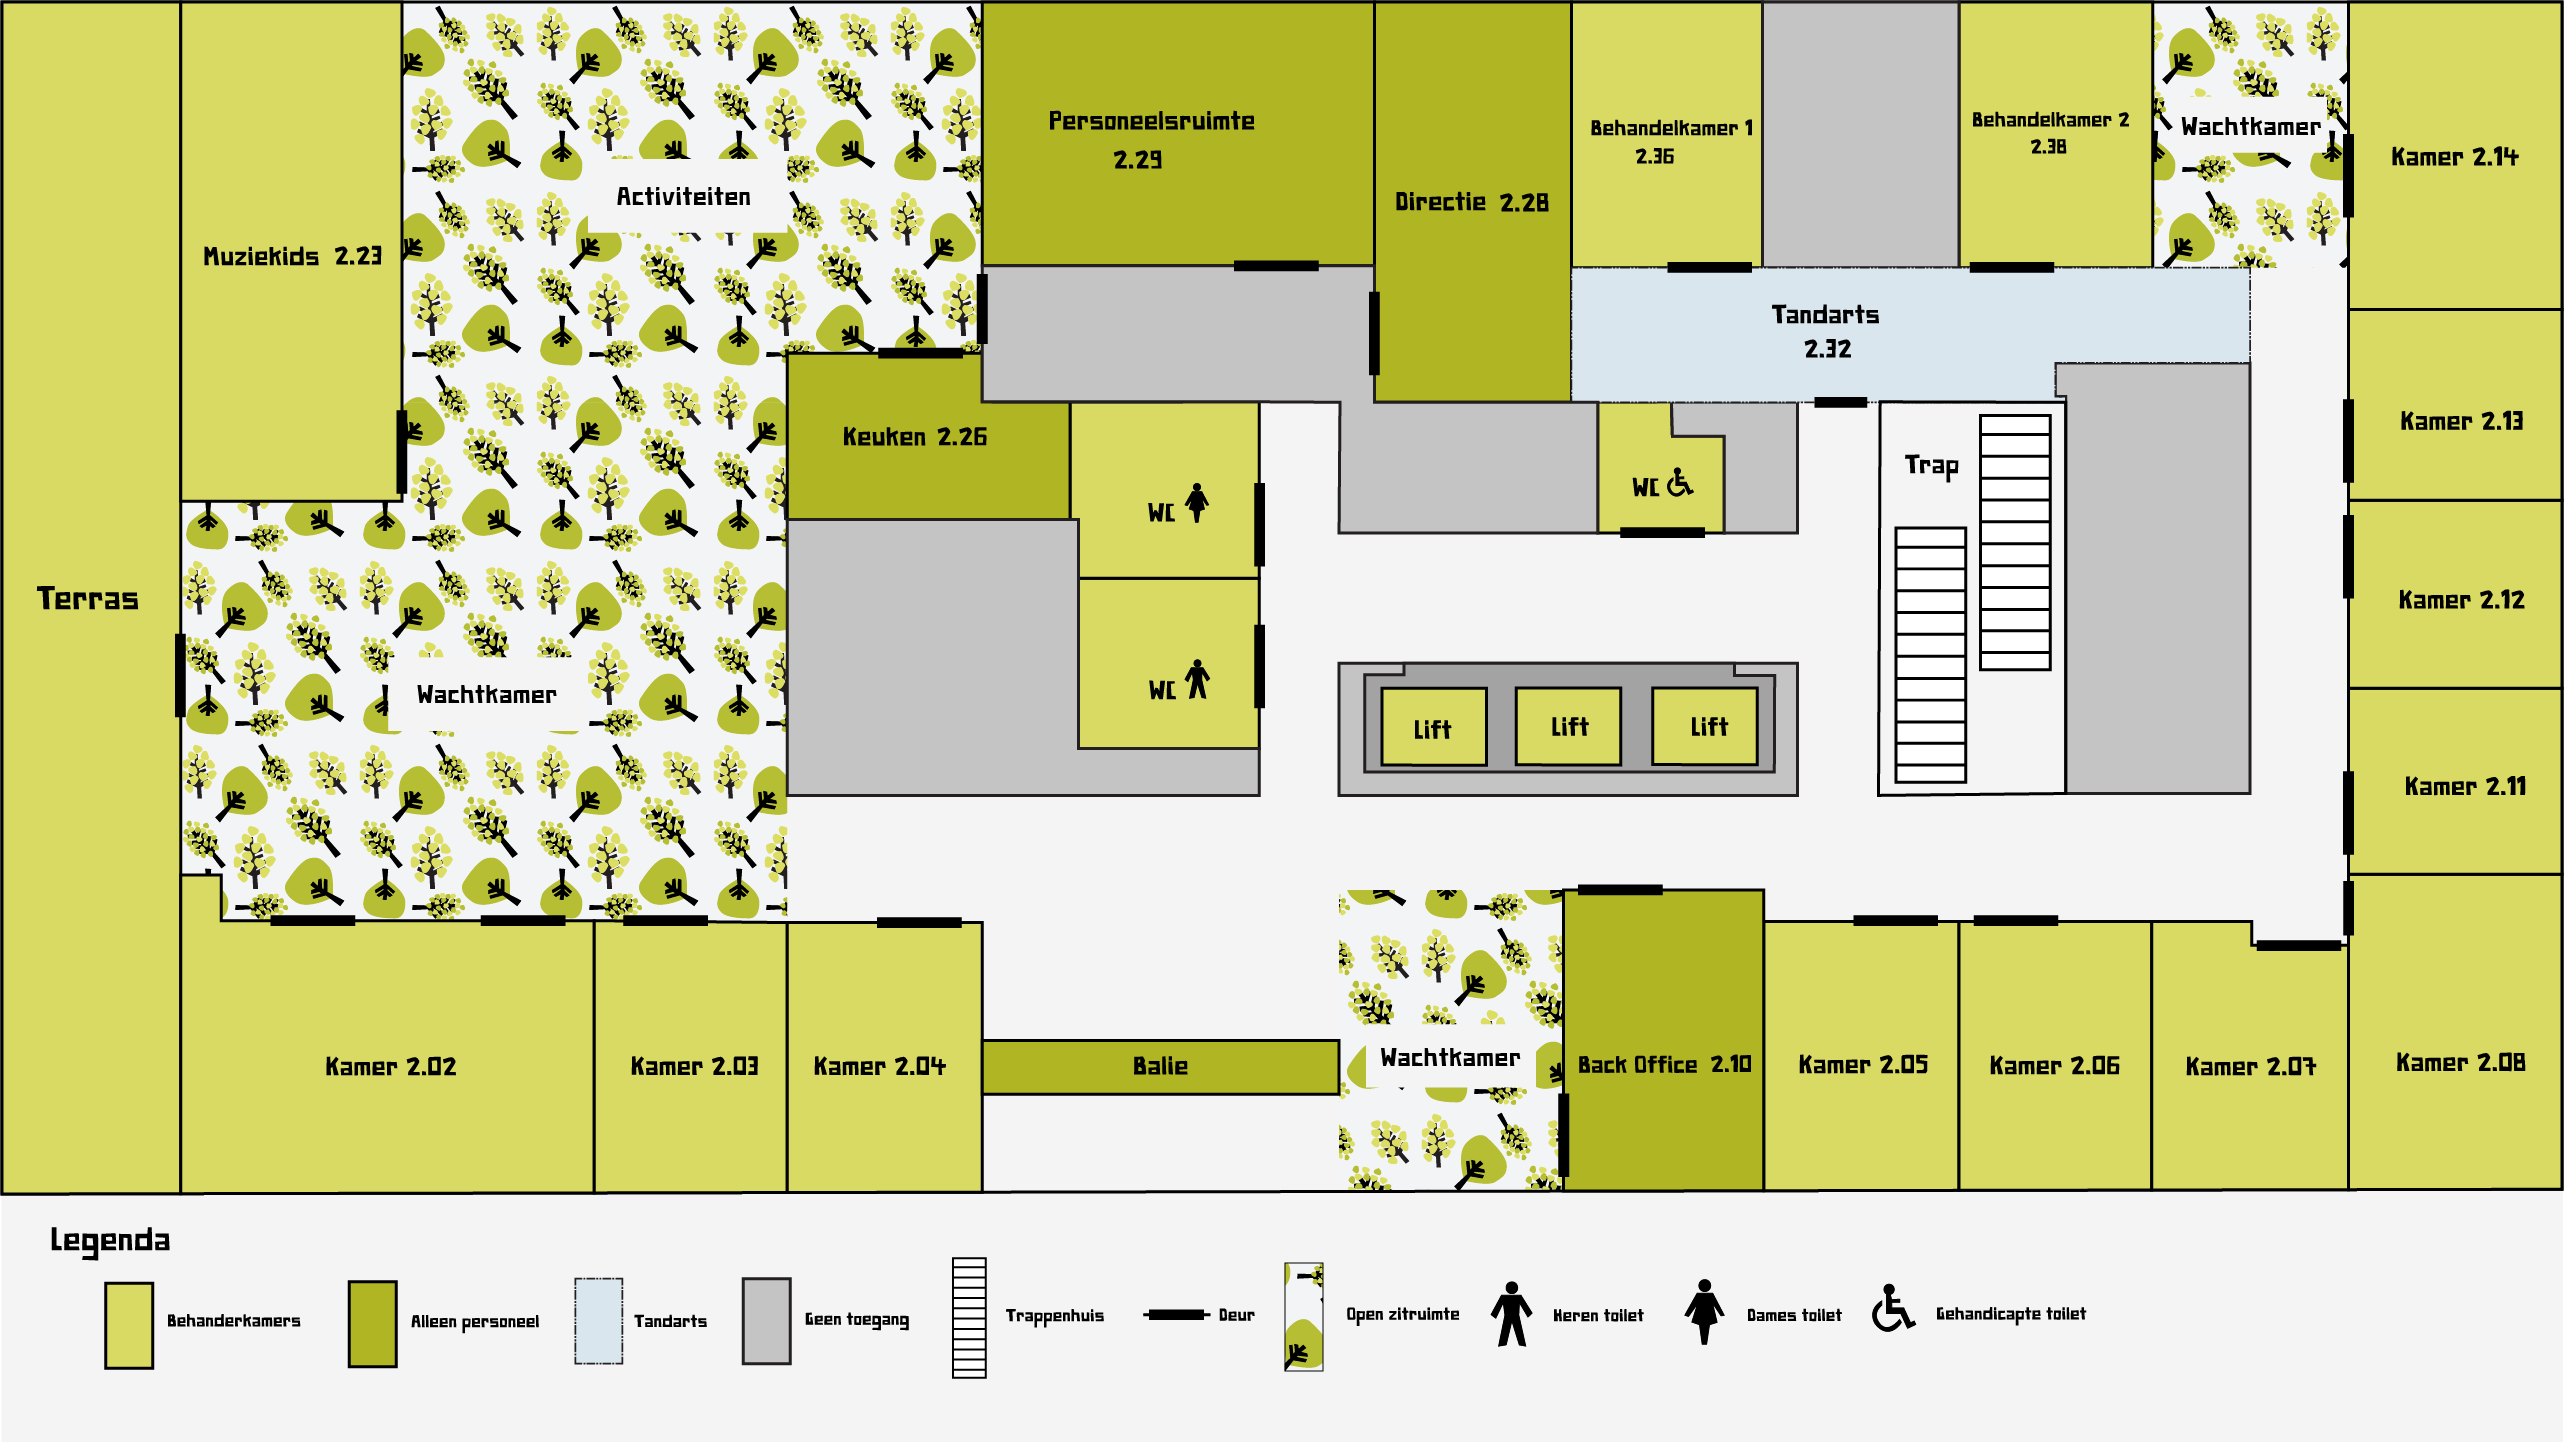 Personeelsruimte
2.29
Behandelkamer 1
2.36
Behandelkamer 2
2.38
Wachtkamer
Kamer 2.14
Activiteiten
Directie 2.28
Muziekids 2.23
Tandarts
2.32
Keuken 2.26
Kamer 2.13
Trap
WC
WC
Terras
Kamer 2.12
Wachtkamer
WC
Lift
Lift
Lift
Kamer 2.11
Kamer 2.02
Kamer 2.03
Kamer 2.04
Balie
Wachtkamer
Back Office 2.10
Kamer 2.05
Kamer 2.06
Kamer 2.07
Kamer 2.08
Legenda
Behanderkamers
Alleen personeel
Tandarts
Geen toegang
Trappenhuis
Deur
Open zitruimte
Heren toilet
Dames toilet
Gehandicapte toilet